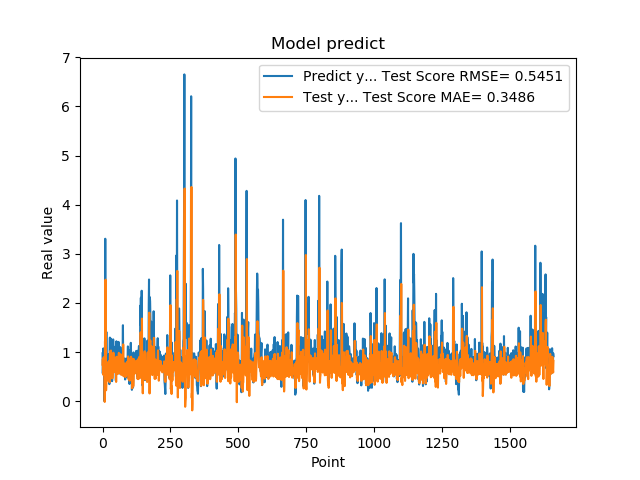 Model predict
Predict y... Test Score RMSE= 0.5451
Test y... Test Score MAE= 0.3486
7
6
5
4
3
2
1
0
Real value
0 250 500 750 1000 1250 1500
Point